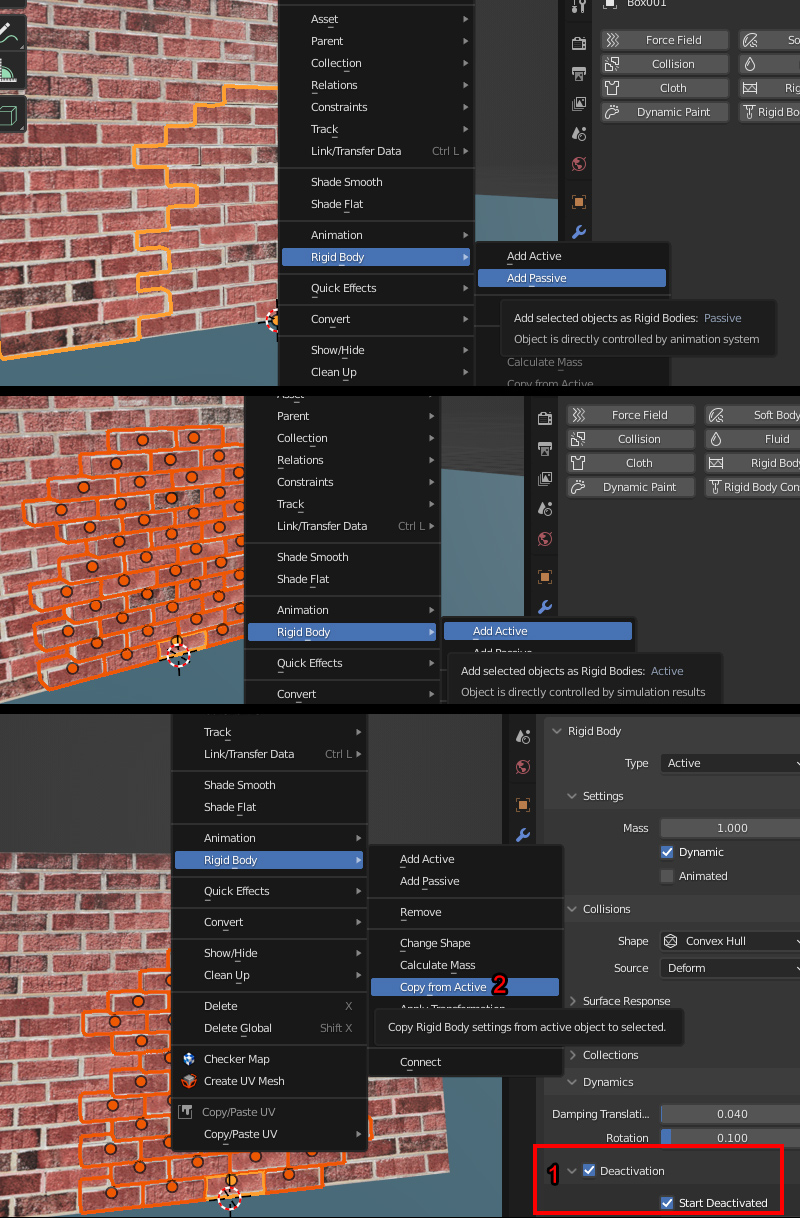 Asset
Parent
Collection
Relations
Constraints
Track
Link/Transfer Data Ctrl L
Shade Smooth
Shade Flat
Animation
Rigid Body
Quick Effects
Convert
Show/Hide
Clean Up
Add Active
Add Passive
Add selected objects as Rigid Bodies: Passive
Object is directly controlled by animation system
Calculate Mass
Copy from Active
Box001
Force Field So
Collision
Cloth Rig
Dynamic Paint Rigid Bo
Asset
Parent
Collection
Relations
Constraints
Track
Link/Transfer Data Ctrl L
Shade Smooth
Shade Flat
Animation
Rigid Body
Quick Effects
Convert
Add Active
Add Passive
Add selected objects as Rigid Bodies: Active
Object is directly controlled by simulation results
Force Field Soft Body
Collision Fluid
Cloth Rigid Body
Dynamic Paint Rigid Body Con
Track
Link/Transfer Data Ctrl L
Shade Smooth
Shade Flat
Animation
Rigid Body
Quick Effects
Convert
Show/Hide
Clean Up
Delete X
Delete Global Shift X
Checker Map
Create UV Mesh
Copy/Paste UV
Copy/Paste UV
Add Active
Add Passive
Remove
Change Shape
Calculate Mass
Copy from Active 2
Apply Transformation
Copy Rigid Body settings from active object to selected.
Connect
Rigid Body
Type Active
Settings
Mass 1.000
Dynamic
Animated
Collisions
Shape Convex Hull
Source Deform
Surface Response
Collections
Dynamics
Damping Translati... 0.040
Rotation 0.100
1 Deactivation
Start Deactivated